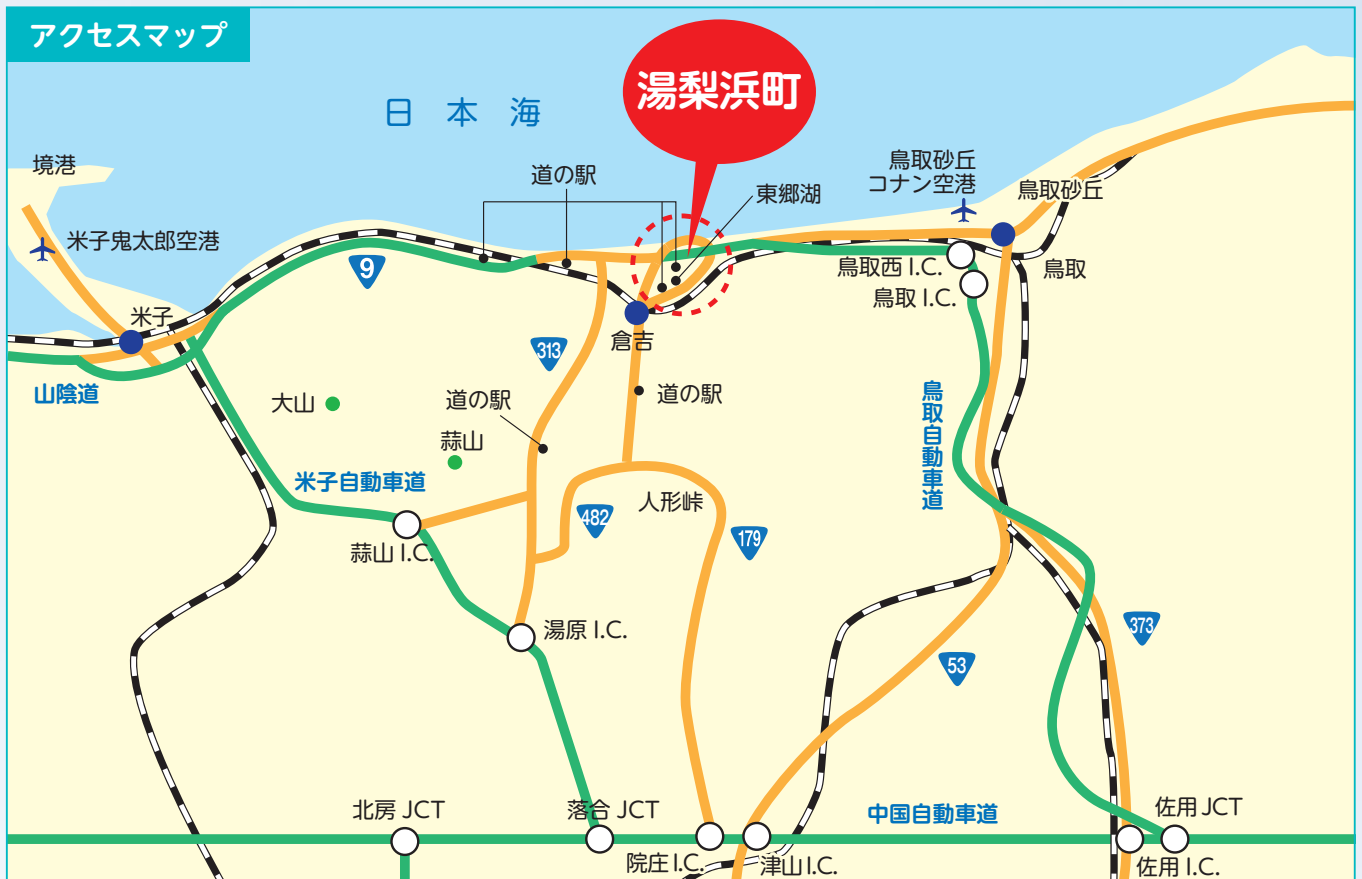 アクセスマップ
湯梨浜町
日本海
境港
道の駅
鳥取砂丘
コナン空港
鳥取砂丘
東郷湖
米子鬼太郎空港
9
鳥取西 I.C.
鳥取
鳥取 I.C.
米子
倉吉
313
山陰道
大山
道の駅
道の駅
鳥取自動車道
蒜山
米子自動車道
人形峠
482
179
蒜山 I.C.
湯原 I.C.
373
53
北房 JCT
落合 JCT
中国自動車道
佐用 JCT
院庄 I.C.
津山 I.C.
佐用 I.C.